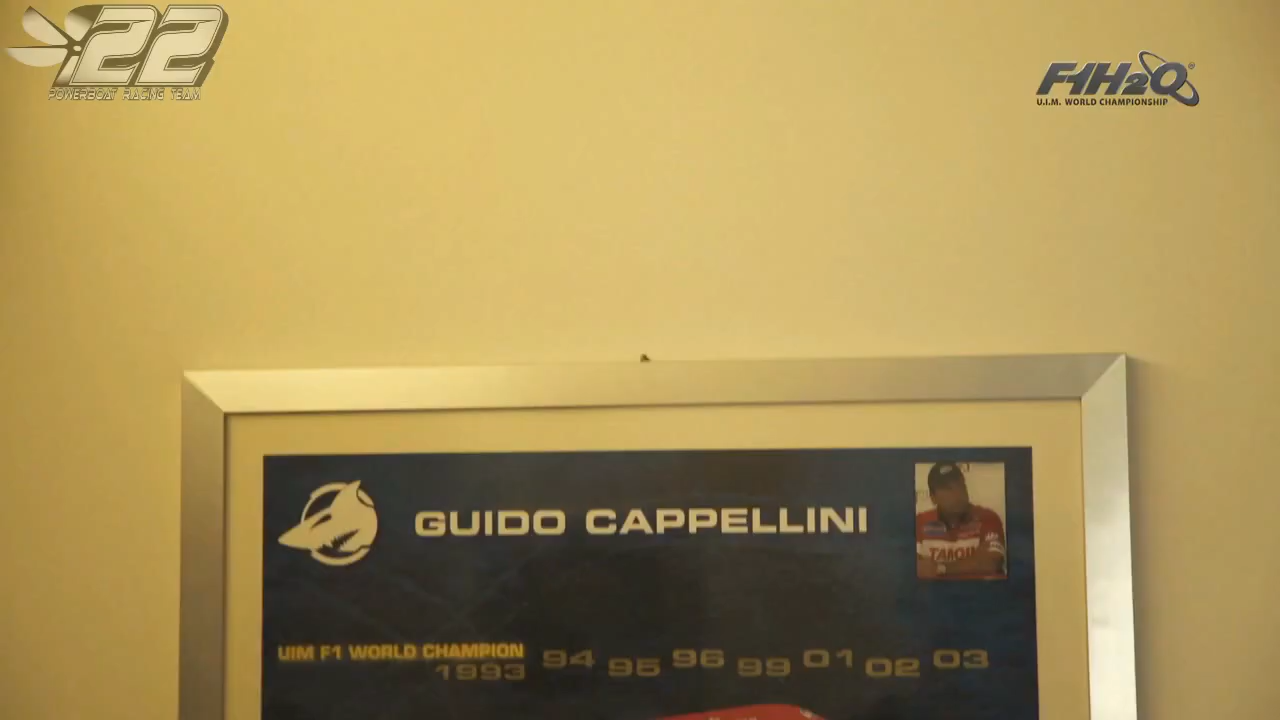 22
POWERBOAT RACING TEAM
F1H2O®
U.I.M. WORLD CHAMPIONSHIP
GUIDO CAPPELLINI
TAMOIL
UIM F1 WORLD CHAMPION
1993 94 95 96 99 01 02 03